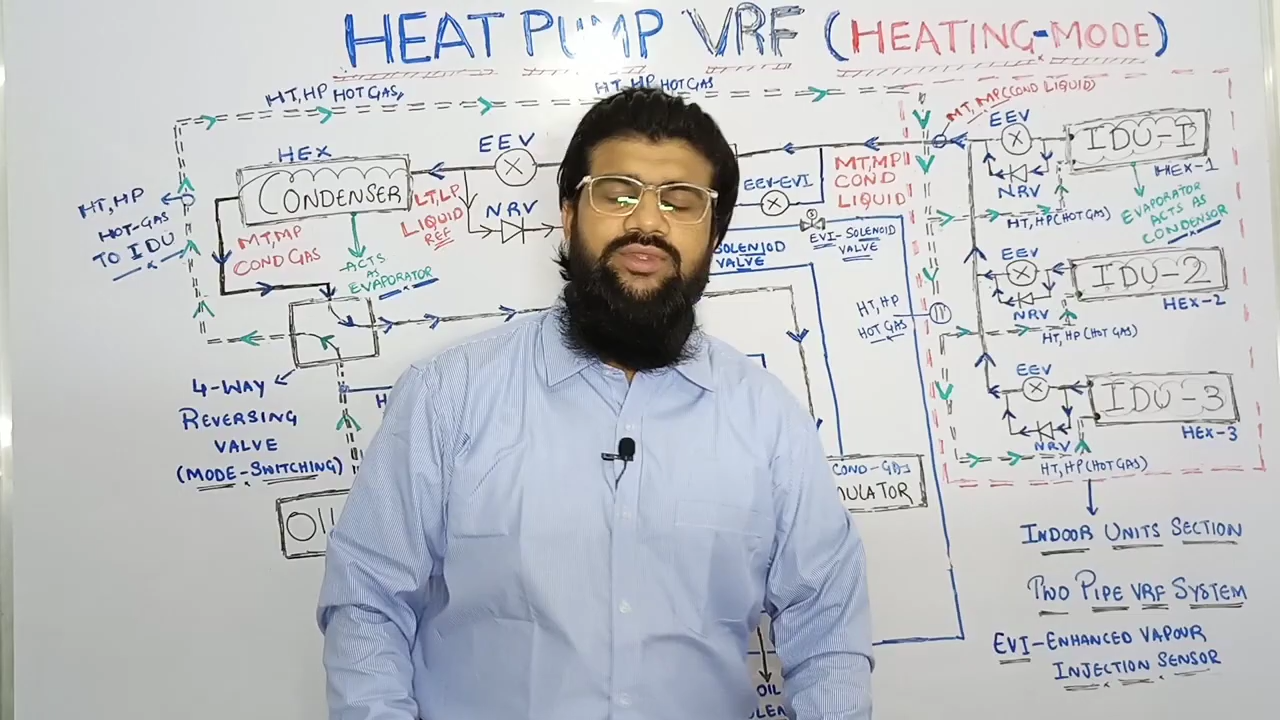 HEAT PUMP VRF (HEATING-MODE)
HT, HP HOT GAS,
HT, HP HOT GAS
MT, MP (COND LIQUID)
HEX
CONDENSER
EEV
LT, LP
LIQUID
REF
NRV
HT, HP
HOT-GAS
TO IDU
MT, MP
COND GAS
ACTS
AS
EVAPORATOR
4-WAY
REVERSING
VALVE
(MODE-SWITCHING)
EEV-EVI
MT, MP
COND
LIQUID
EVI-SOLENIOD
VALVE
SOLENIOD
VALVE
HT, HP
HOT GAS
COND-GAS
MULATOR
OIL
EEV
NRV
IDU-1
HEX-1
HT, HP (HOT GAS)
EVAPORATOR
ACTS AS
CONDENSOR
EEV
NRV
IDU-2
HEX-2
HT, HP (HOT GAS)
EEV
NRV
IDU-3
HEX-3
HT, HP (HOT GAS)
INDOOR UNITS SECTION
TWO PIPE VRF SYSTEM
EVI-ENHANCED VAPOUR
INJECTION SENSOR